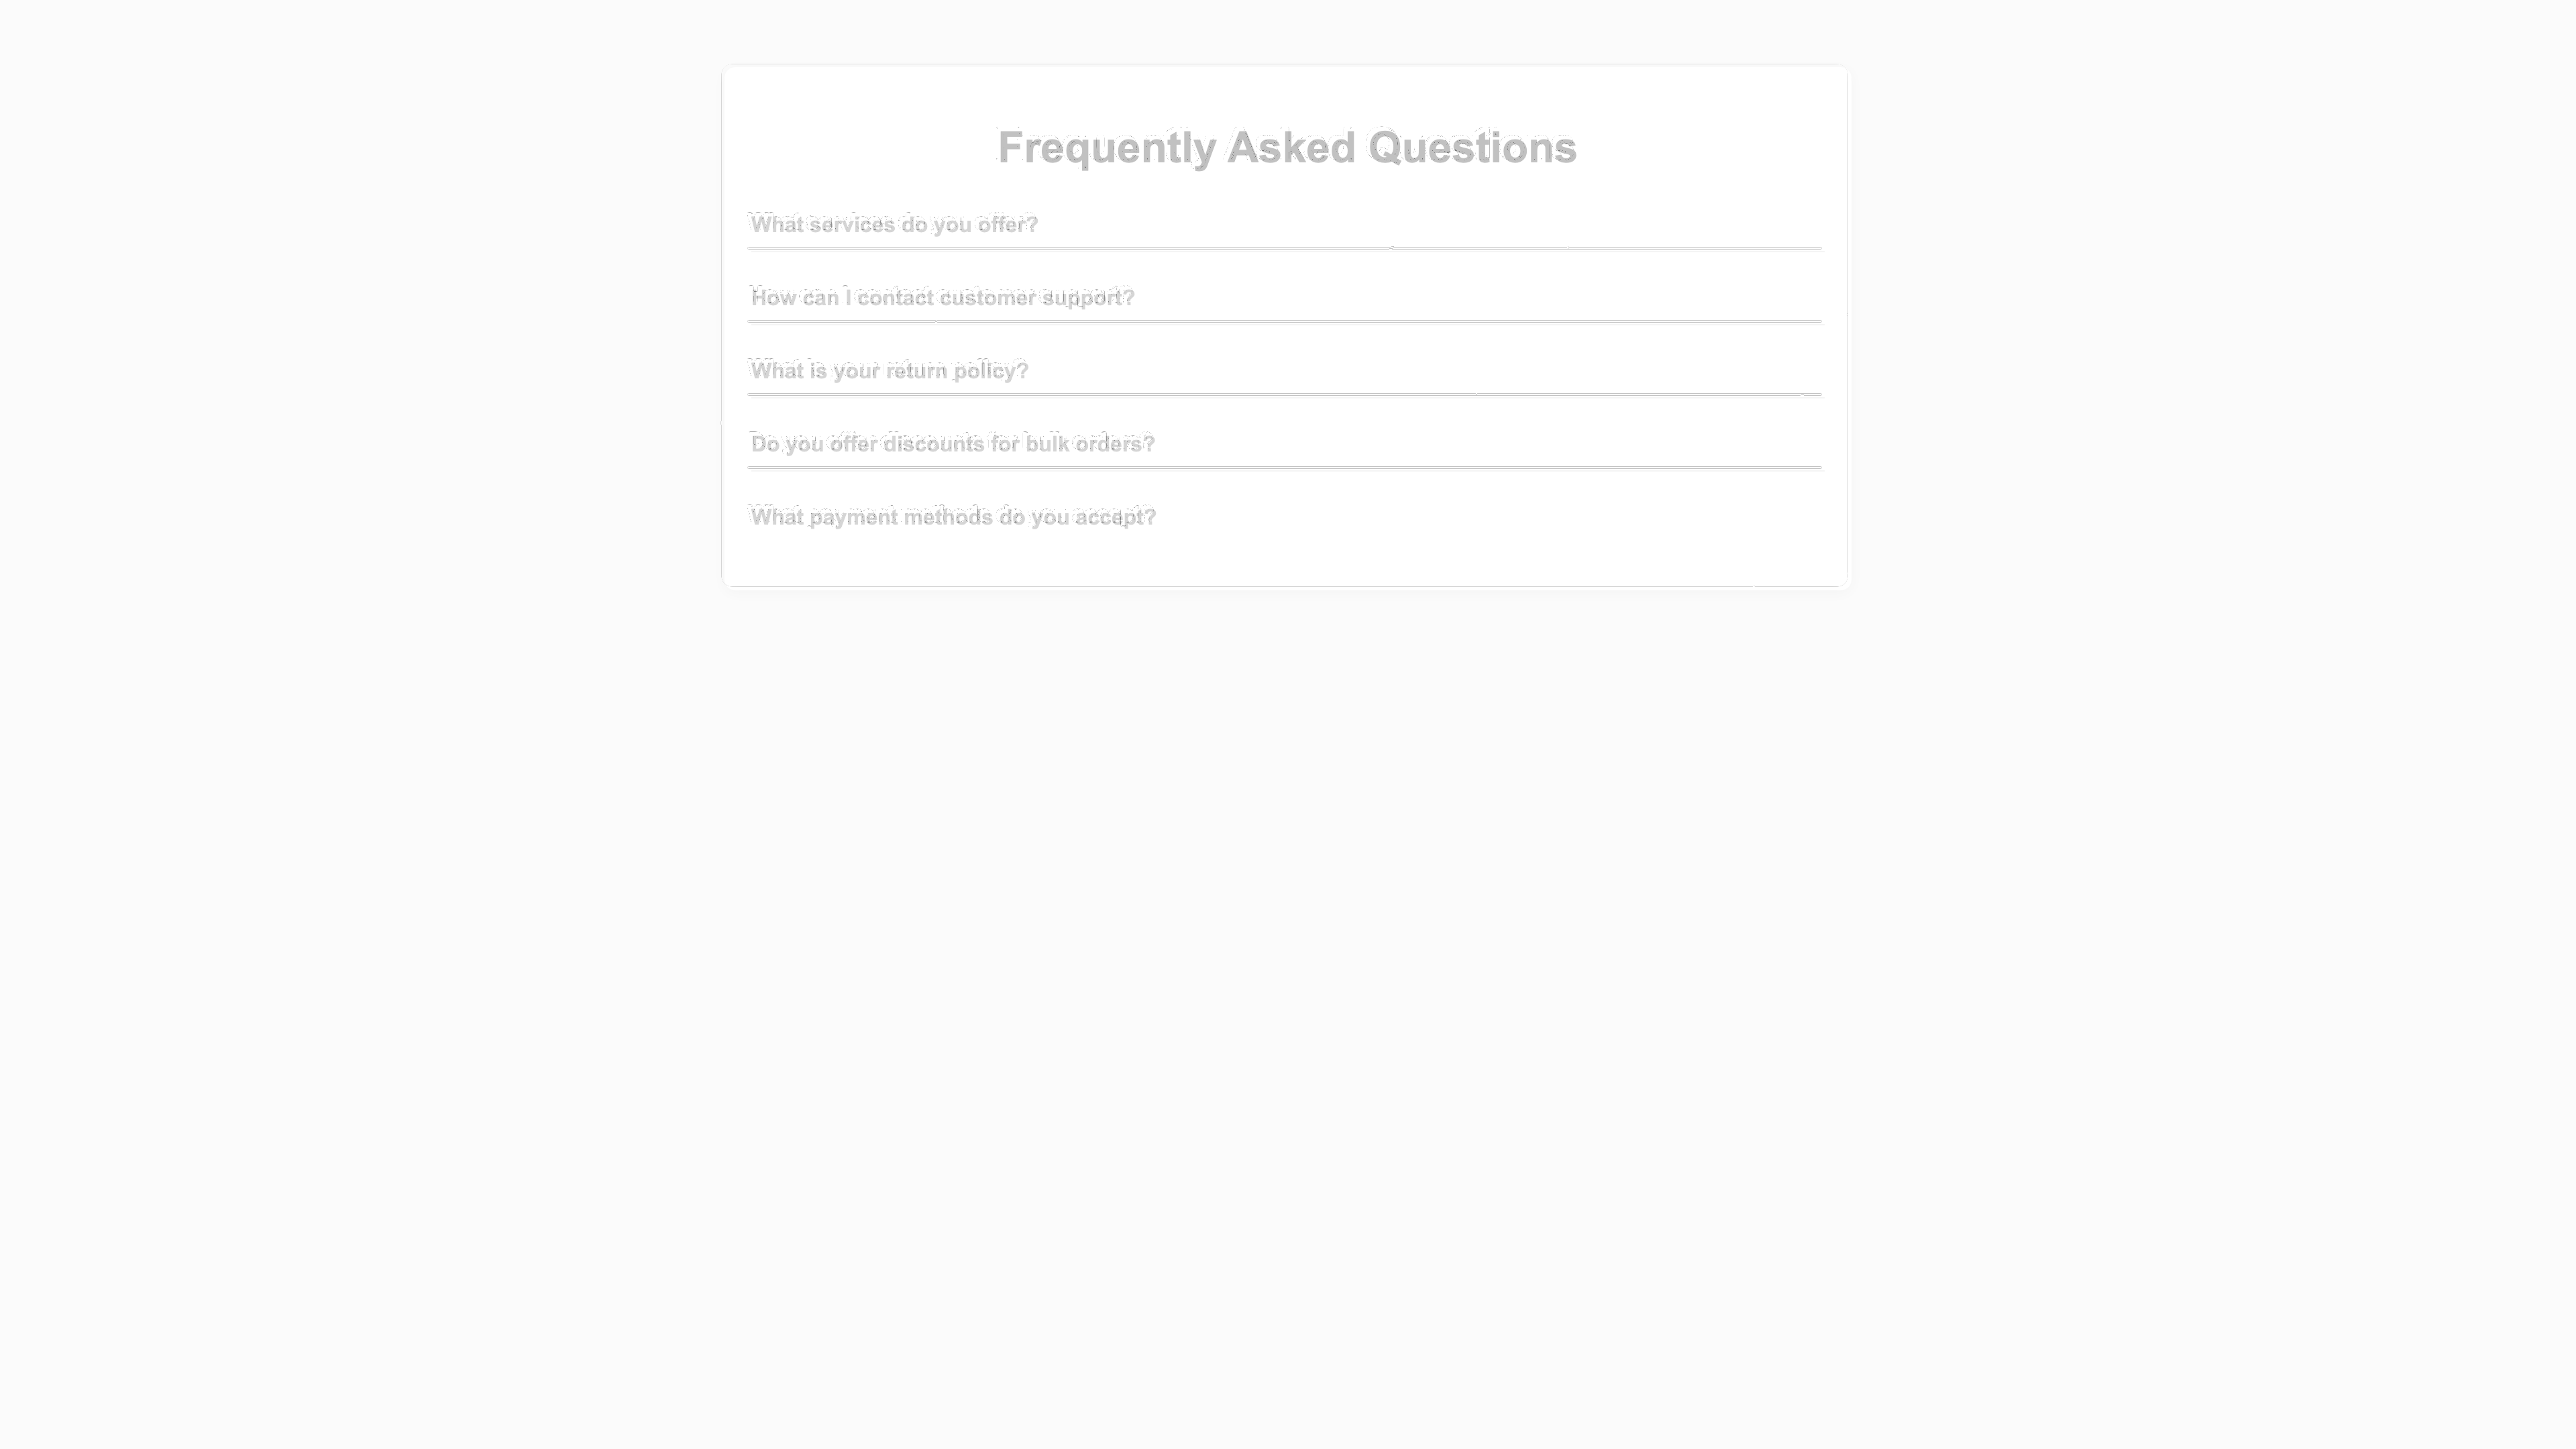 Frequently Asked Questions
What services do you offer?
How can I contact customer support?
What is your return policy?
Do you offer discounts for bulk orders?
What payment methods do you accept?